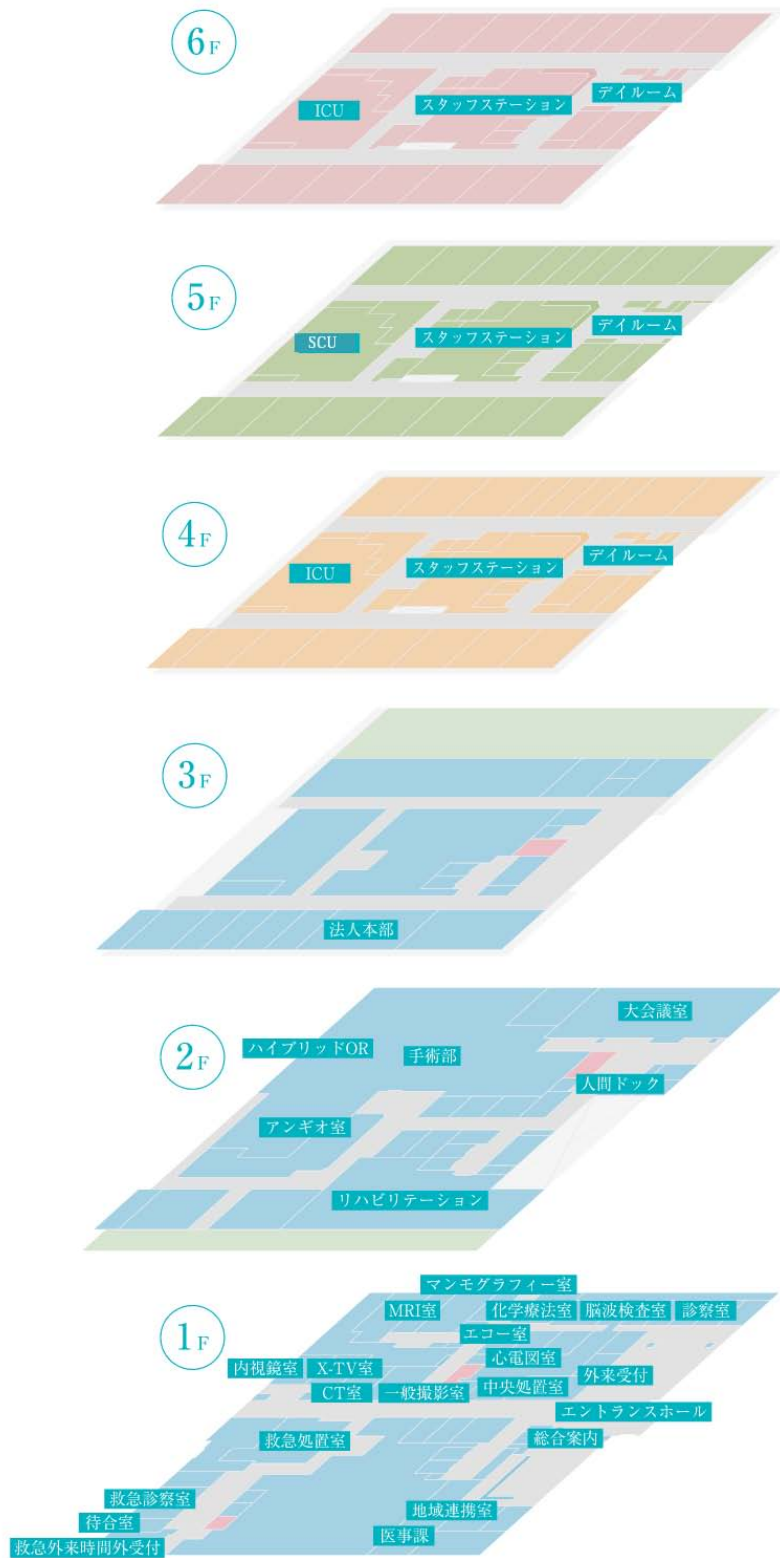 6F
デイルーム
ICU
スタッフステーション
5F
デイルーム
SCU
スタッフステーション
4F
デイルーム
ICU
スタッフステーション
3F
法人本部
2F
大会議室
ハイブリッドOR
手術部
人間ドック
アンギオ室
リハビリテーション
1F
マンモグラフィー室
MRI室
化学療法室
脳波検査室
診察室
エコー室
内視鏡室
X-TV室
心電図室
外来受付
CT室
一般撮影室
中央処置室
エントランスホール
救急処置室
総合案内
救急診察室
地域連携室
待合室
医事課
救急外来時間外受付